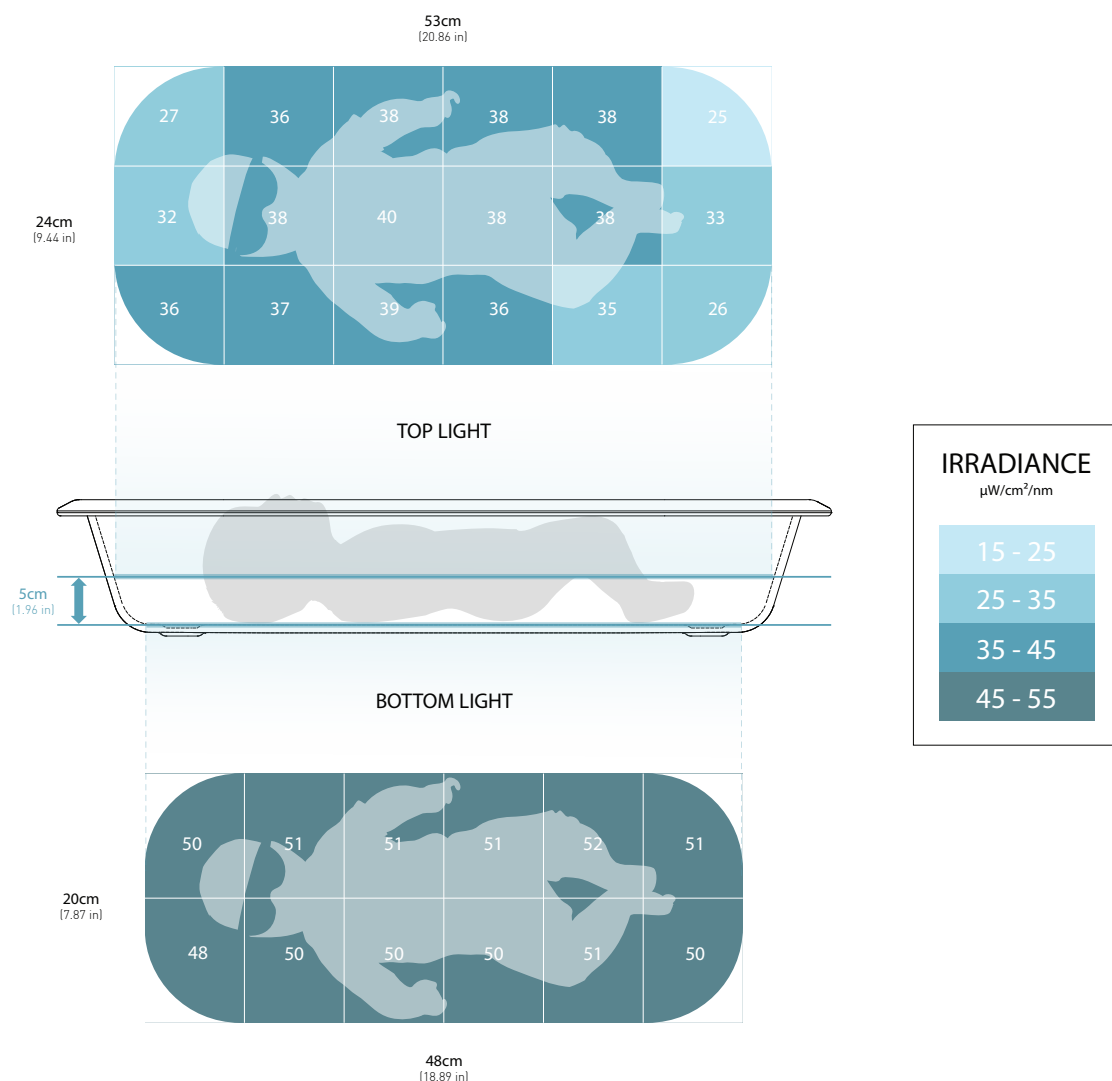 53cm
(20.86 in)
27 36 38 38 38 25
24cm
(9.44 in)
32 38 40 38 38 33
36 37 39 36 35 26
TOP LIGHT
IRRADIANCE
µW/cm²/nm
15 - 25
25 - 35
35 - 45
45 - 55
5cm
(1.96 in)
BOTTOM LIGHT
50 51 51 51 52 51
20cm
(7.87 in)
48 50 50 50 51 50
48cm
(18.89 in)